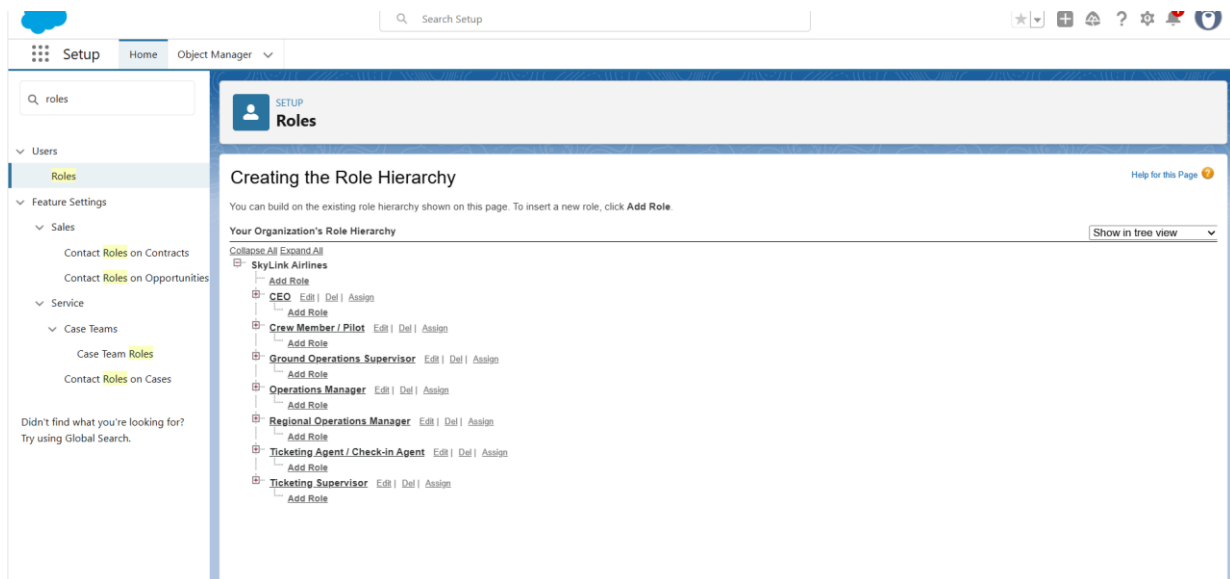 Search Setup
Setup Home Object Manager
roles
Users
Roles
Feature Settings
Sales
Contact Roles on Contracts
Contact Roles on Opportunities
Service
Case Teams
Case Team Roles
Contact Roles on Cases
Didn't find what you're looking for?
Try using Global Search.
SETUP
Roles
Creating the Role Hierarchy
Help for this Page
You can build on the existing role hierarchy shown on this page. To insert a new role, click Add Role.
Your Organization's Role Hierarchy
Show in tree view
Collapse All Expand All
SkyLink Airlines
Add Role
CEO Edit | Del | Assign
Add Role
Crew Member / Pilot Edit | Del | Assign
Add Role
Ground Operations Supervisor Edit | Del | Assign
Add Role
Operations Manager Edit | Del | Assign
Add Role
Regional Operations Manager Edit | Del | Assign
Add Role
Ticketing Agent / Check-in Agent Edit | Del | Assign
Add Role
Ticketing Supervisor Edit | Del | Assign
Add Role